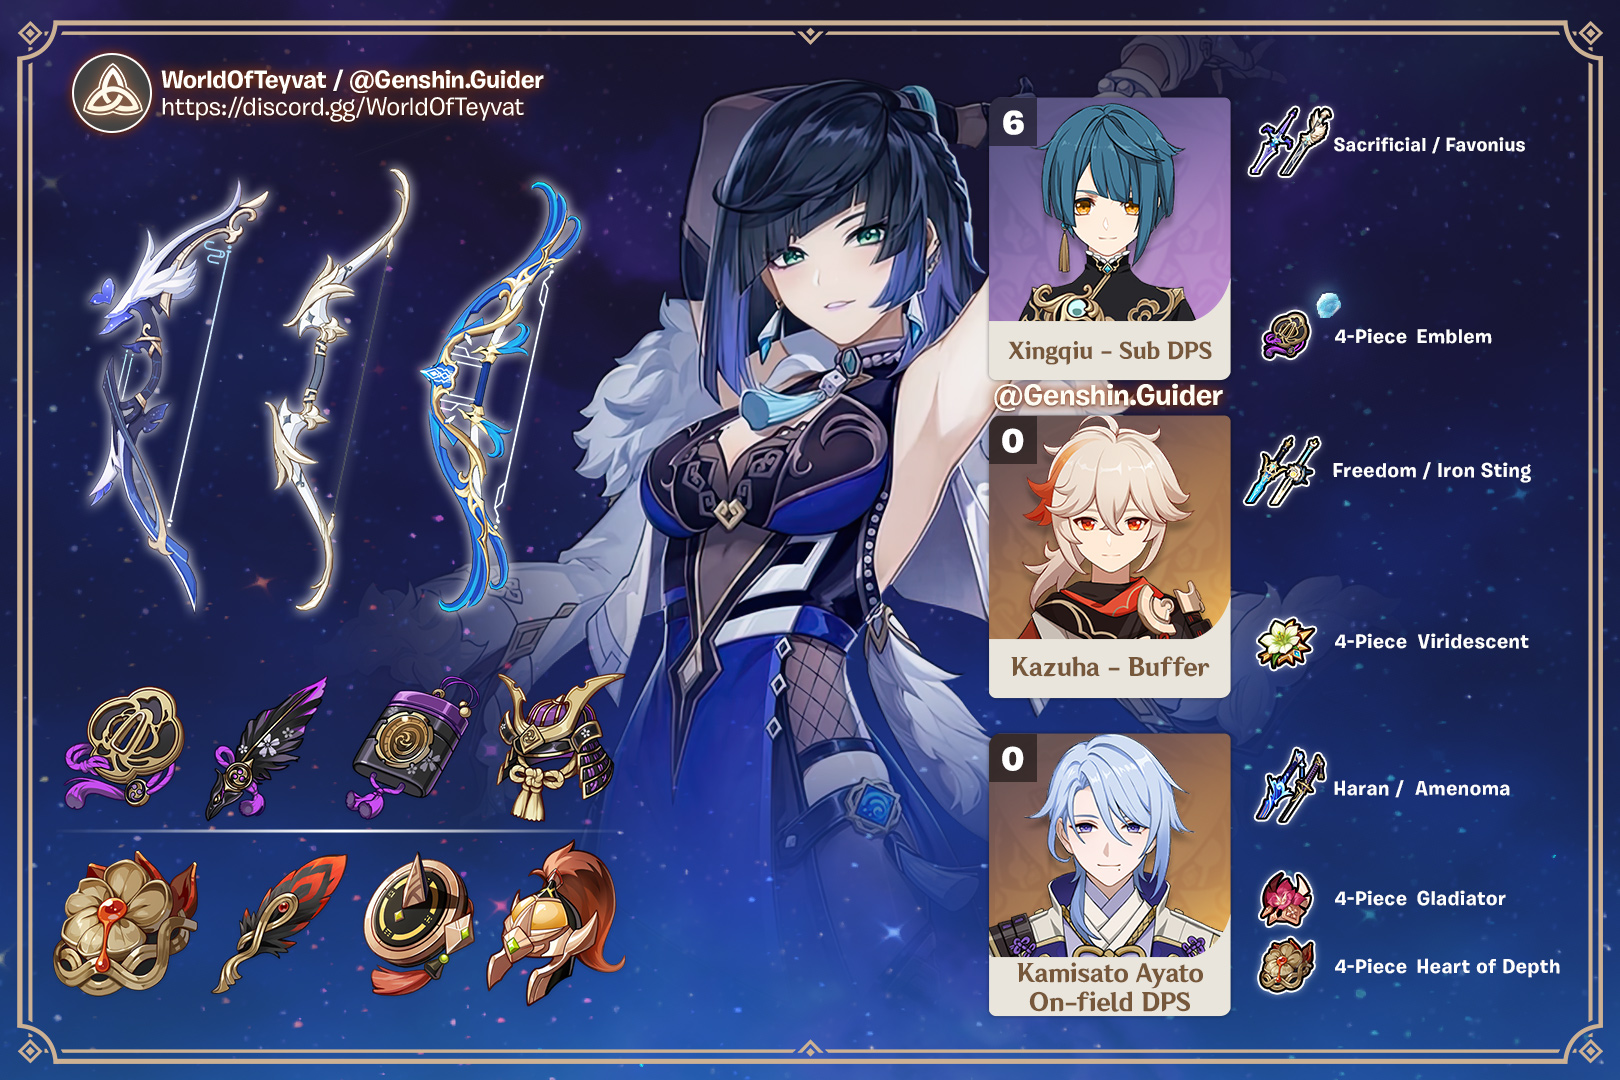 WorldOfTeyvat / @Genshin.Guider
https://discord.gg/WorldOfTeyvat
6
Xingqiu - Sub DPS
Sacrificial / Favonius
4-Piece Emblem
@Genshin.Guider
0
Kazuha - Buffer
Freedom / Iron Sting
4-Piece Viridescent
0
Kamisato Ayato
On-field DPS
Haran / Amenoma
4-Piece Gladiator
4-Piece Heart of Depth